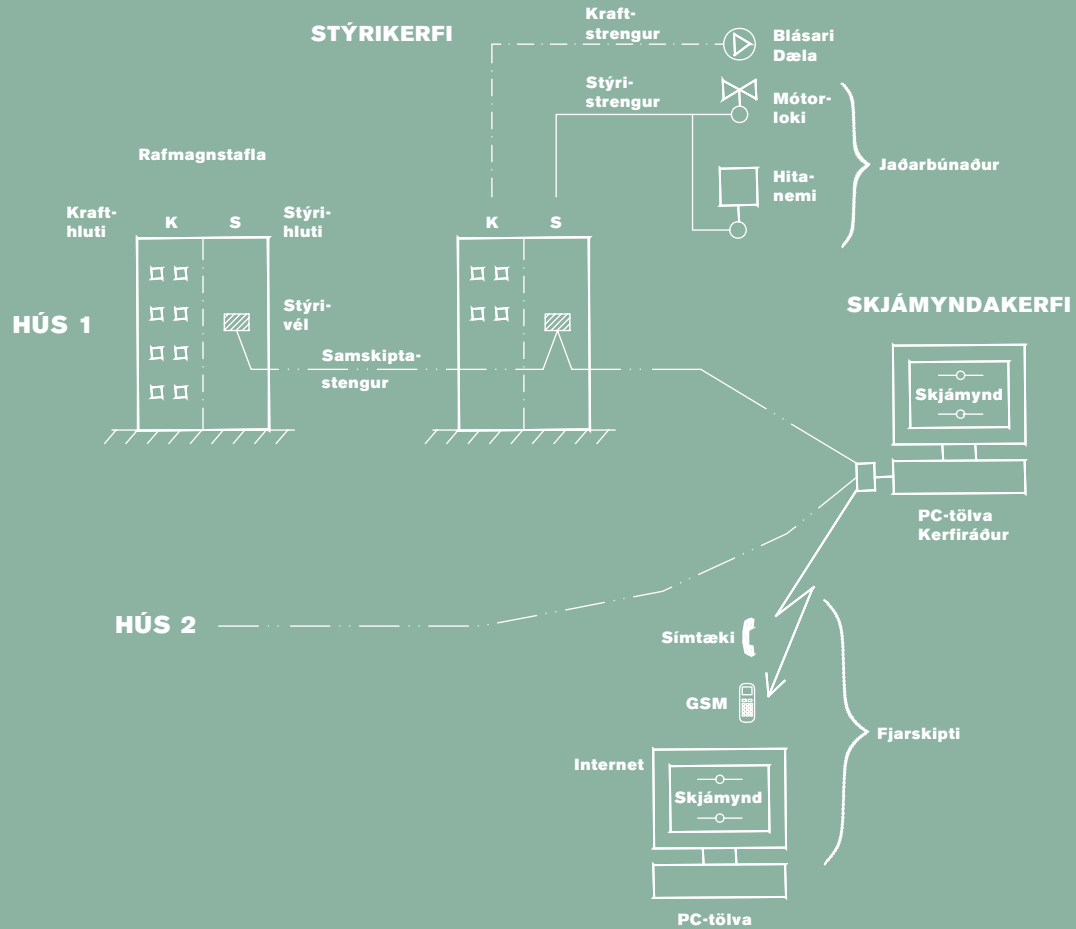 STÝRIKERFI
Kraft-
strengur
Blásari
Dæla
Stýri-
strengur
Mótor-
loki
Rafmagnstafla
Jaðarbúnaður
Hita-
nemi
Kraft-
hluti
K
S
Stýri-
hluti
K
S
HÚS 1
Stýri-
vél
SKJÁMYNDAKERFI
Samskipta-
stengur
Skjámynd
PC-tölva
Kerfiráður
HÚS 2
Símtæki
GSM
Fjarskipti
Internet
Skjámynd
PC-tölva